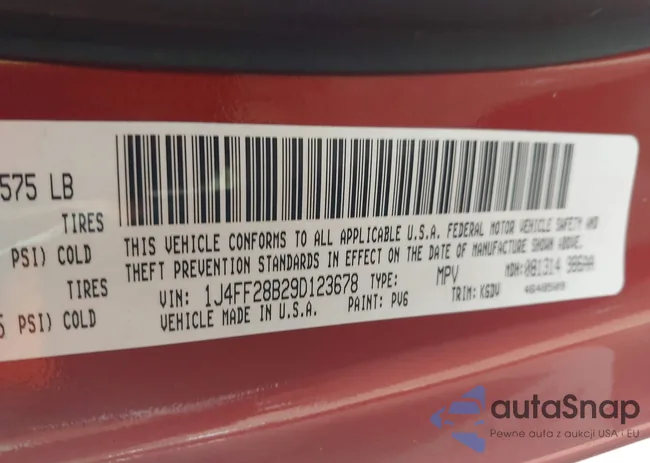 575 LB
TIRES
PSI) COLD
TIRES
PSI) COLD
THIS VEHICLE CONFORMS TO ALL APPLICABLE U.S.A. FEDERAL MOTOR VEHICLE SAFETY AND
THEFT PREVENTION STANDARDS IN EFFECT ON THE DATE OF MANUFACTURE SHOWN ABOVE.
VIN: 1J4FF28B29D123678 TYPE: MPV MDH: 081314 986AA
VEHICLE MADE IN U.S.A. PAINT: PV6 TRIM: K6DV
autaSnap
Pewne auta z aukcji USA i EU